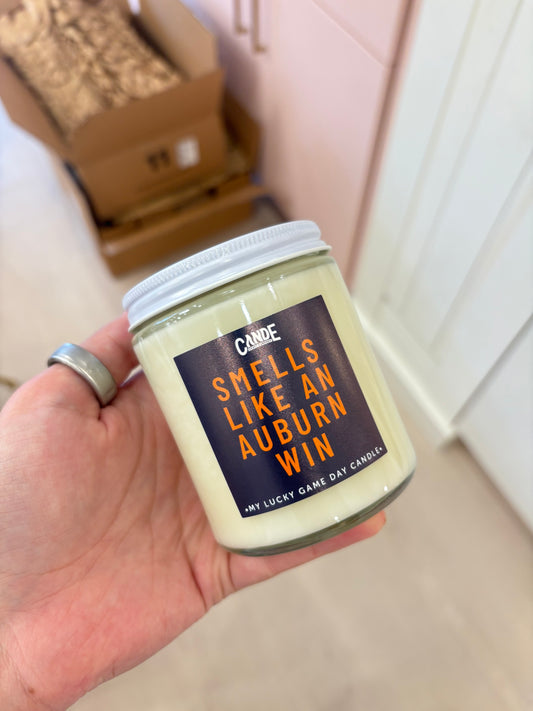 CANDE
SMELLS
LIKE AN
AUBURN
WIN
•MY LUCKY GAME DAY CANDLE•